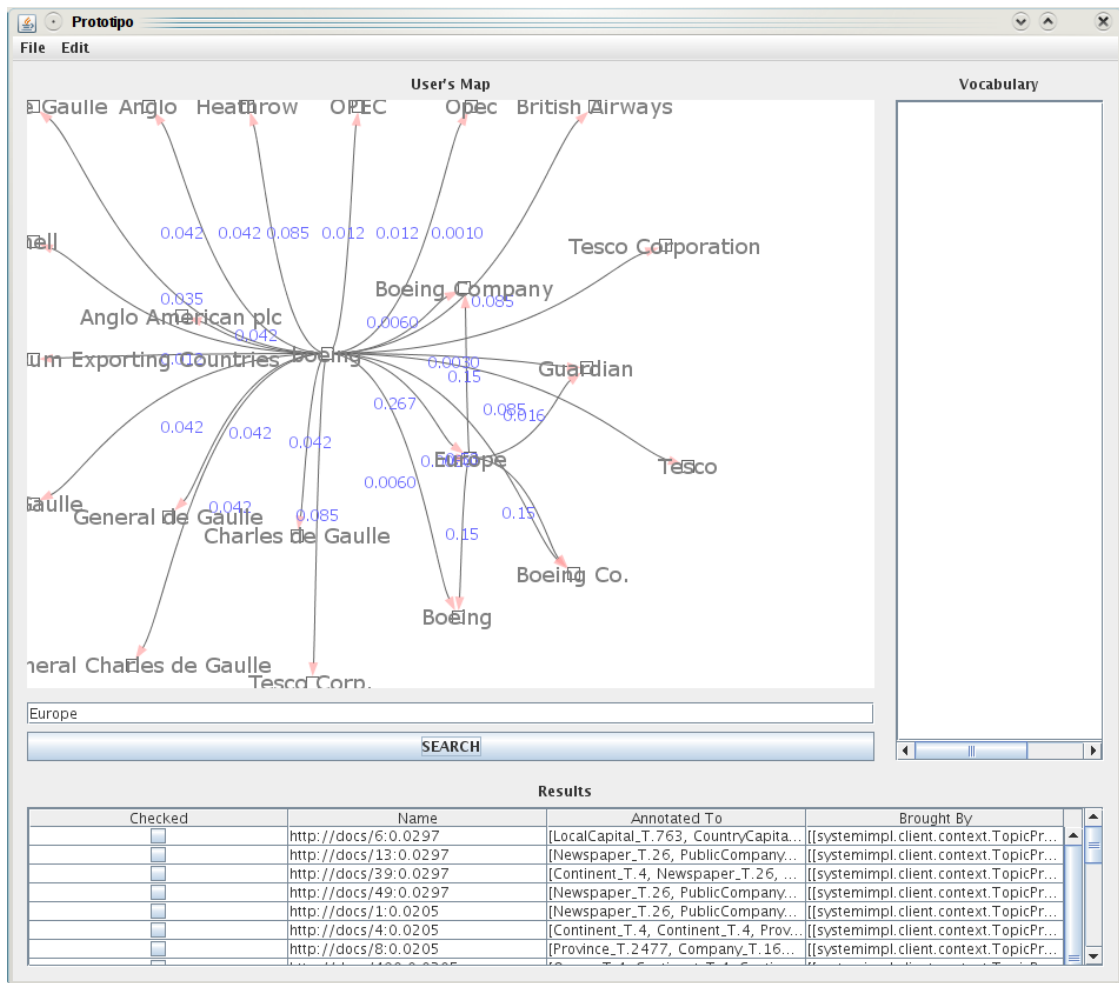 Prototipo
File Edit
User's Map
Vocabulary
Gaulle Anglo Heathrow OPEC Opec British Airways
0.042 0.042 0.085 0.012 0.012 0.0010
ell
Tesco Corporation
Boeing Company
0.035
0.085
Anglo American plc
0.0060
0.042
um Exporting Countries
boeing
0.0030
Guardian
0.15
0.267
0.085
0.016
0.042
0.042
0.042
Europe
Tesco
0.0060
Gaulle
0.042
0.085
0.15
General de Gaulle
Charles de Gaulle
0.15
Boeing Co.
Boeing
neral Charles de Gaulle
Tesco Corp.
Europe
SEARCH
Results
Checked Name Annotated To Brought By
http://docs/6:0.0297 [LocalCapital_T.763, CountryCapita... [[systemimpl.client.context.TopicPr...
http://docs/13:0.0297 [Newspaper_T.26, PublicCompany... [[systemimpl.client.context.TopicPr...
http://docs/39:0.0297 [Continent_T.4, Newspaper_T.26, ... [[systemimpl.client.context.TopicPr...
http://docs/49:0.0297 [Newspaper_T.26, PublicCompany... [[systemimpl.client.context.TopicPr...
http://docs/1:0.0205 [Newspaper_T.26, PublicCompany... [[systemimpl.client.context.TopicPr...
http://docs/4:0.0205 [Continent_T.4, Continent_T.4, Prov... [[systemimpl.client.context.TopicPr...
http://docs/8:0.0205 [Province_T.2477, Company_T.16... [[systemimpl.client.context.TopicPr...